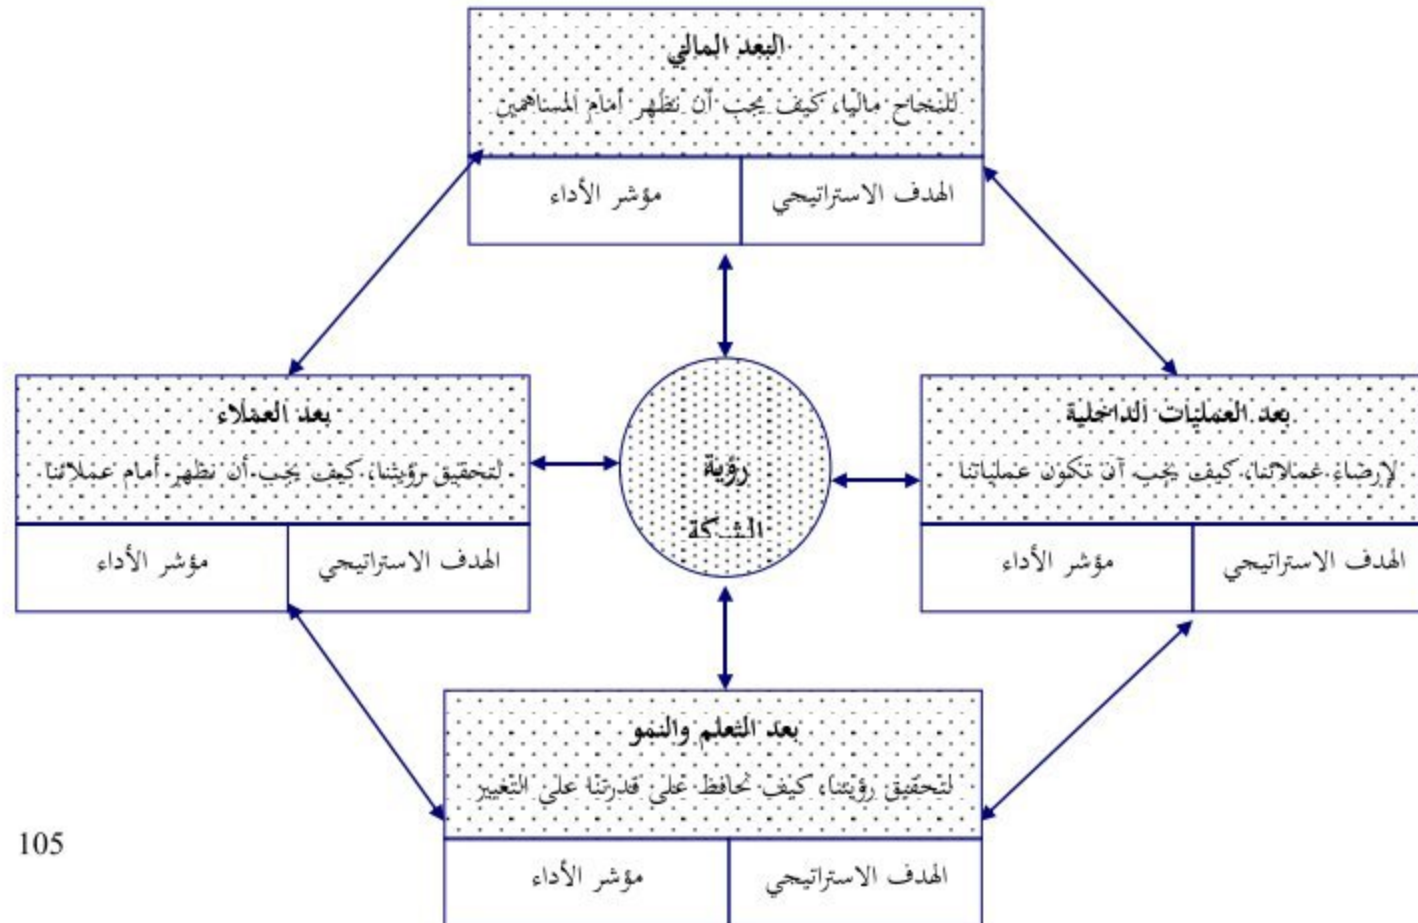 البعد المالي
للنجاح ماليا، كيف يجب أن نظهر أمام المساهمين
الهدف الاستراتيجي
مؤشر الأداء
بعد العمليات الداخلية
لإرضاء عملائنا، كيف يجب أن تكون عملياتنا
الهدف الاستراتيجي
مؤشر الأداء
رؤية
الشركة
بعد العملاء
لتحقيق رؤيتنا، كيف يجب أن نظهر أمام عملائنا
الهدف الاستراتيجي
مؤشر الأداء
بعد التعلم والنمو
لتحقيق رؤيتنا، كيف نحافظ على قدرتنا على التغيير
الهدف الاستراتيجي
مؤشر الأداء
105